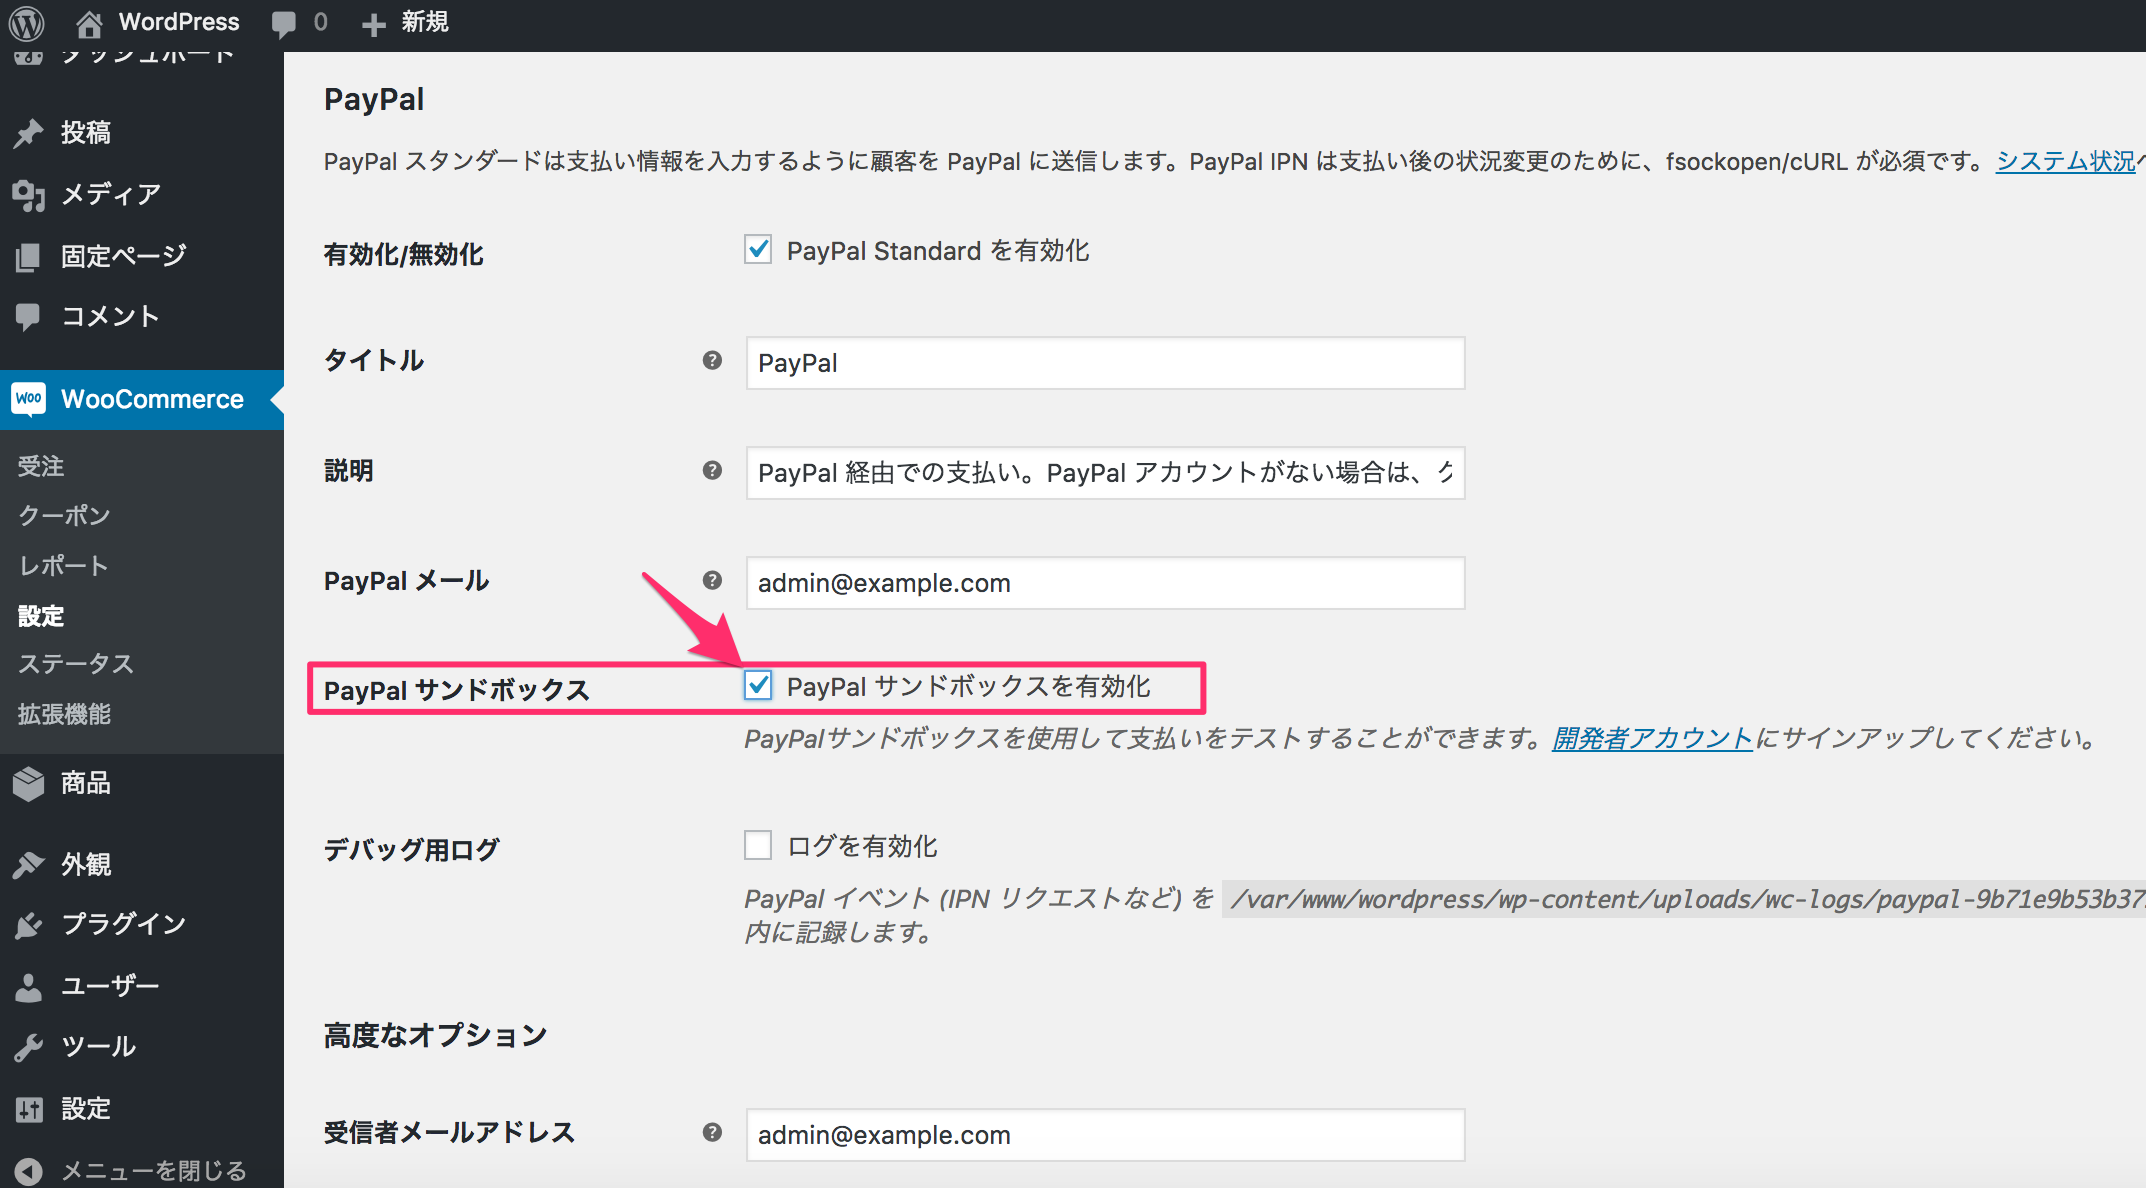 WordPress 0 新規
ダッシュボード
投稿
メディア
固定ページ
コメント
WooCommerce
受注
クーポン
レポート
設定
ステータス
拡張機能
商品
外観
プラグイン
ユーザー
ツール
設定
メニューを閉じる
PayPal
PayPal スタンダードは支払い情報を入力するように顧客を PayPal に送信します。PayPal IPN は支払い後の状況変更のために、fsockopen/cURL が必須です。 システム状況へ
有効化/無効化 PayPal Standard を有効化
タイトル PayPal
説明 PayPal 経由での支払い。PayPal アカウントがない場合は、ク
PayPal メール admin@example.com
PayPal サンドボックス PayPal サンドボックスを有効化
PayPalサンドボックスを使用して支払いをテストすることができます。開発者アカウントにサインアップしてください。
デバッグ用ログ ログを有効化
PayPal イベント (IPN リクエストなど) を /var/www/wordpress/wp-content/uploads/wc-logs/paypal-9b71e9b53b37
内に記録します。
高度なオプション
受信者メールアドレス admin@example.com